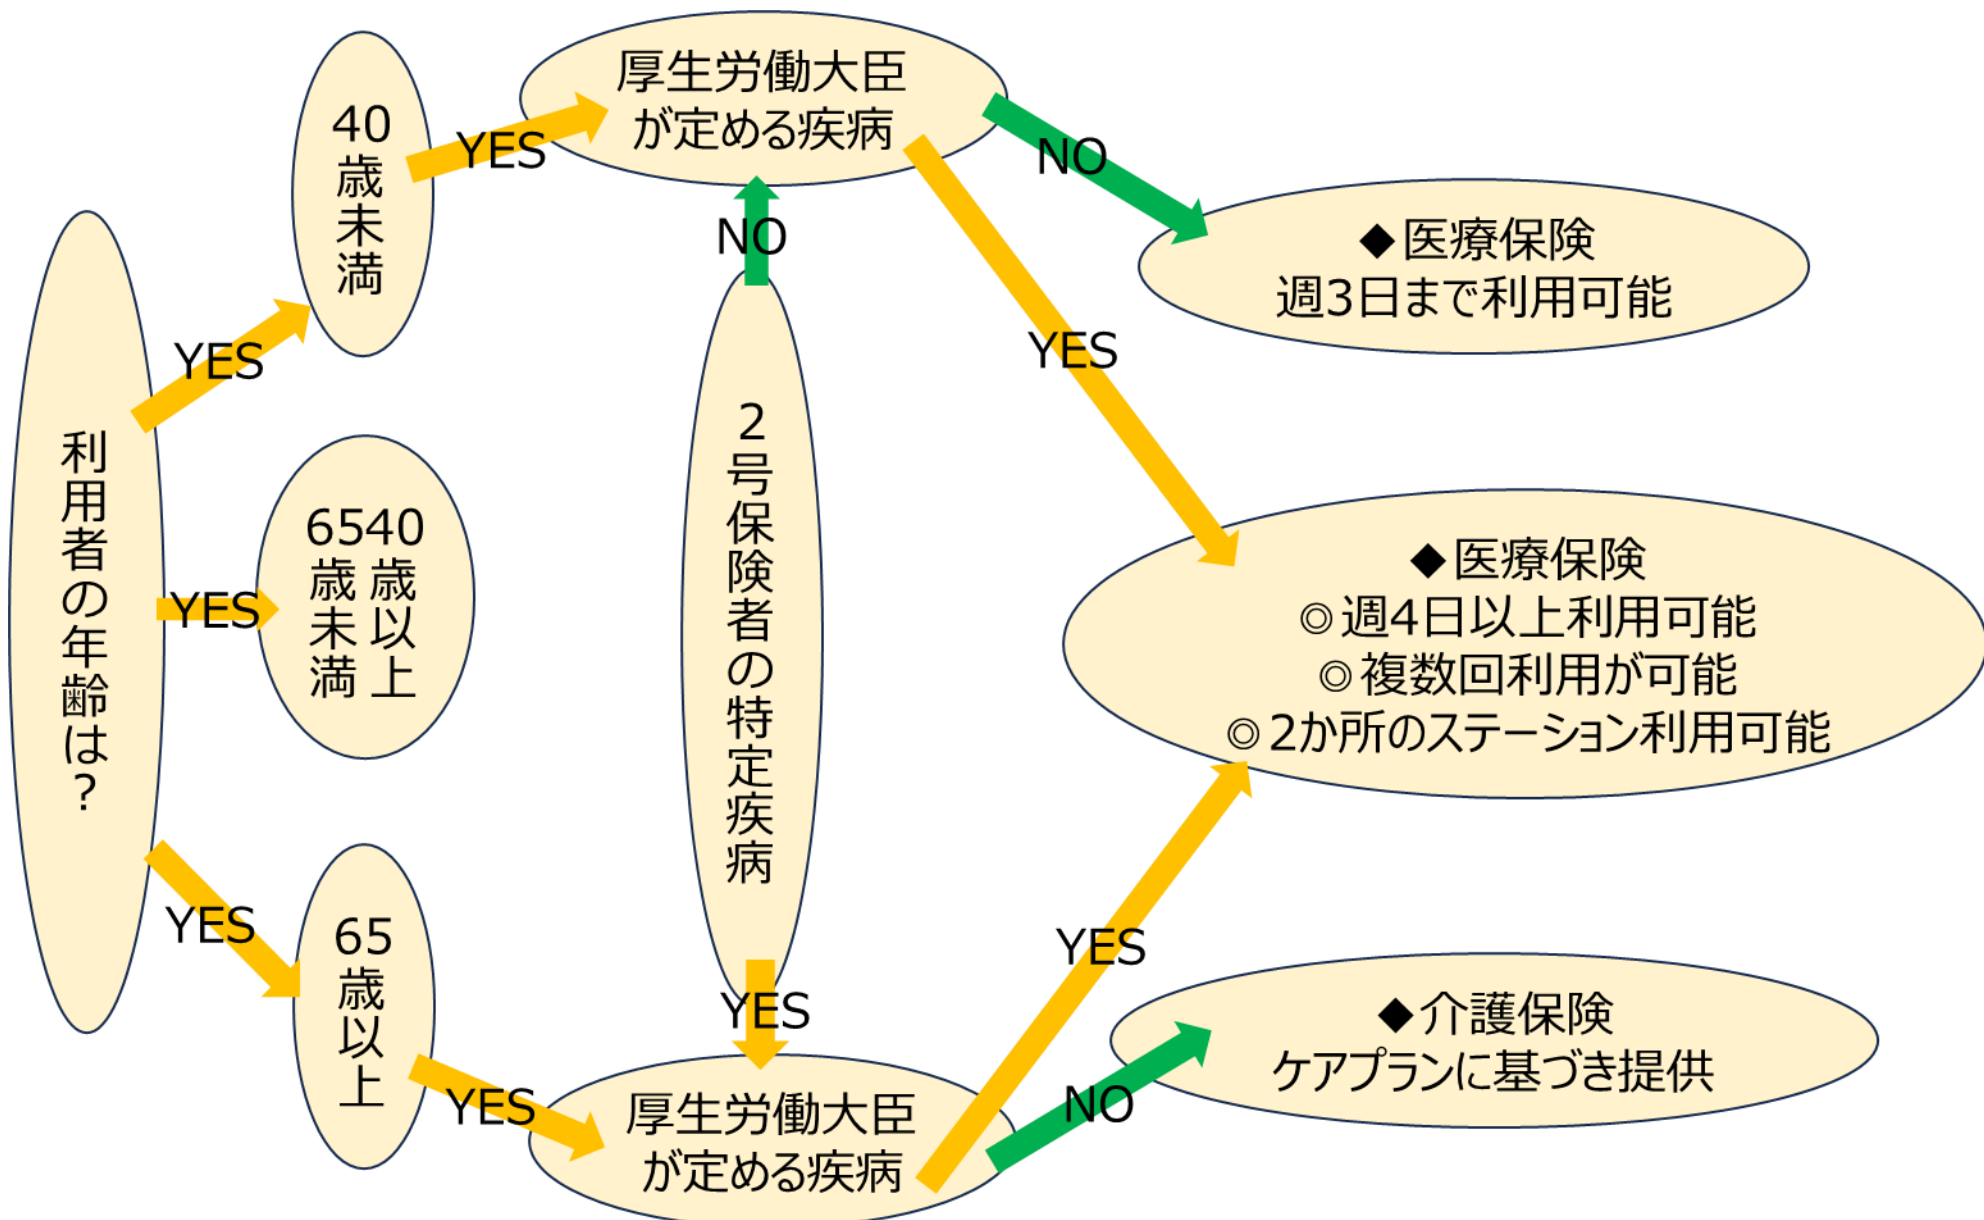 利用者の年齢は？
YES
40歳未満
YES
厚生労働大臣
が定める疾病
NO
◆医療保険
週3日まで利用可能
YES
40歳以上
65歳未満
NO
2号保険者の特定疾病
YES
YES
◆医療保険
◎週4日以上利用可能
◎複数回利用が可能
◎2か所のステーション利用可能
YES
65歳以上
YES
厚生労働大臣
が定める疾病
YES
NO
◆介護保険
ケアプランに基づき提供